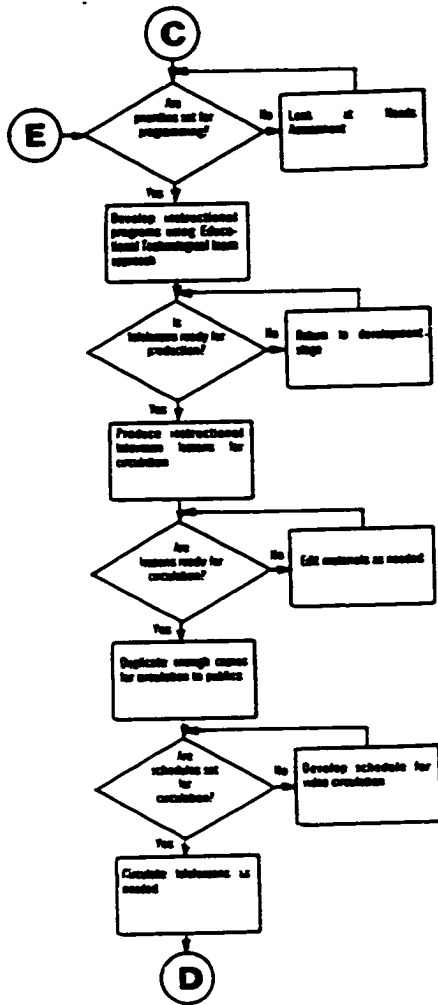 C
E
Are
priorities set for
programming?
No
Look at Needs
Assessment
Yes
Develop instructional
programs using Educa-
tional Technological team
approach
Is
telelesson ready for
production?
No
Return to development
stage
Yes
Produce instructional
television lessons for
circulation
Are
lessons ready for
circulation?
No
Edit materials as needed
Yes
Duplicate enough copies
for circulation to publics
Are
schedules set
for
circulation?
No
Develop schedule for
video circulation
Yes
Circulate telelessons as
needed
D